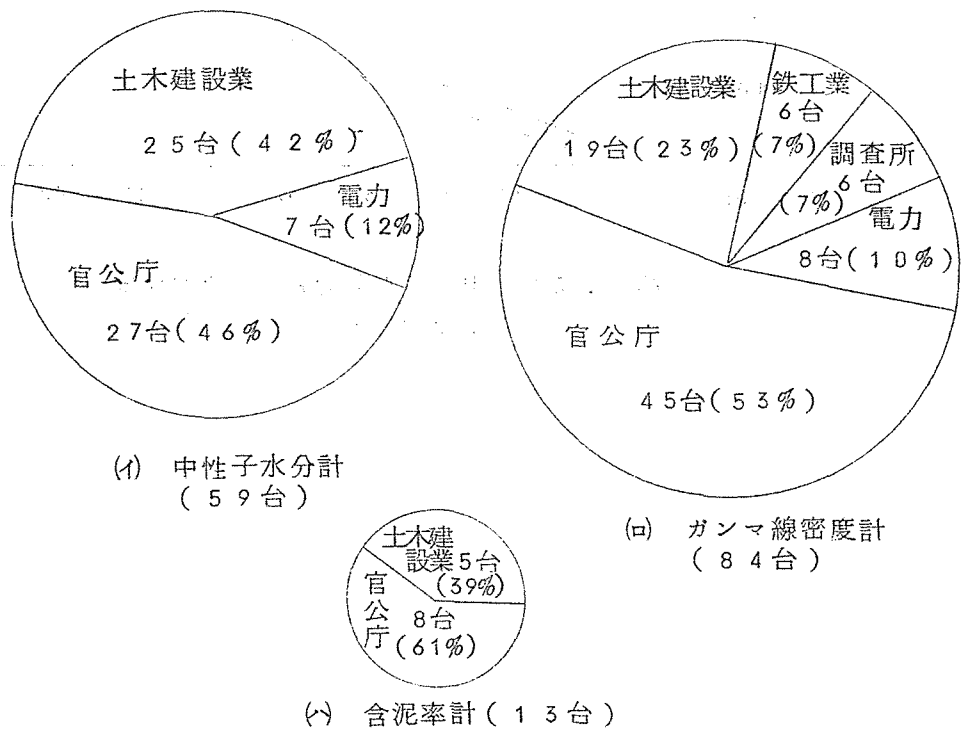 土木建設業
25台(42%)
電力
7台(12%)
官公庁
27台(46%)
(イ) 中性子水分計
(59台)
土木建設業
19台(23%)
鉄工業
6台
(7%)
調査所
6台
(7%)
電力
8台(10%)
官公庁
45台(53%)
(ロ) ガンマ線密度計
(84台)
土木建
設業5台
(39%)
官公庁
8台
(61%)
(ハ) 含泥率計(13台)